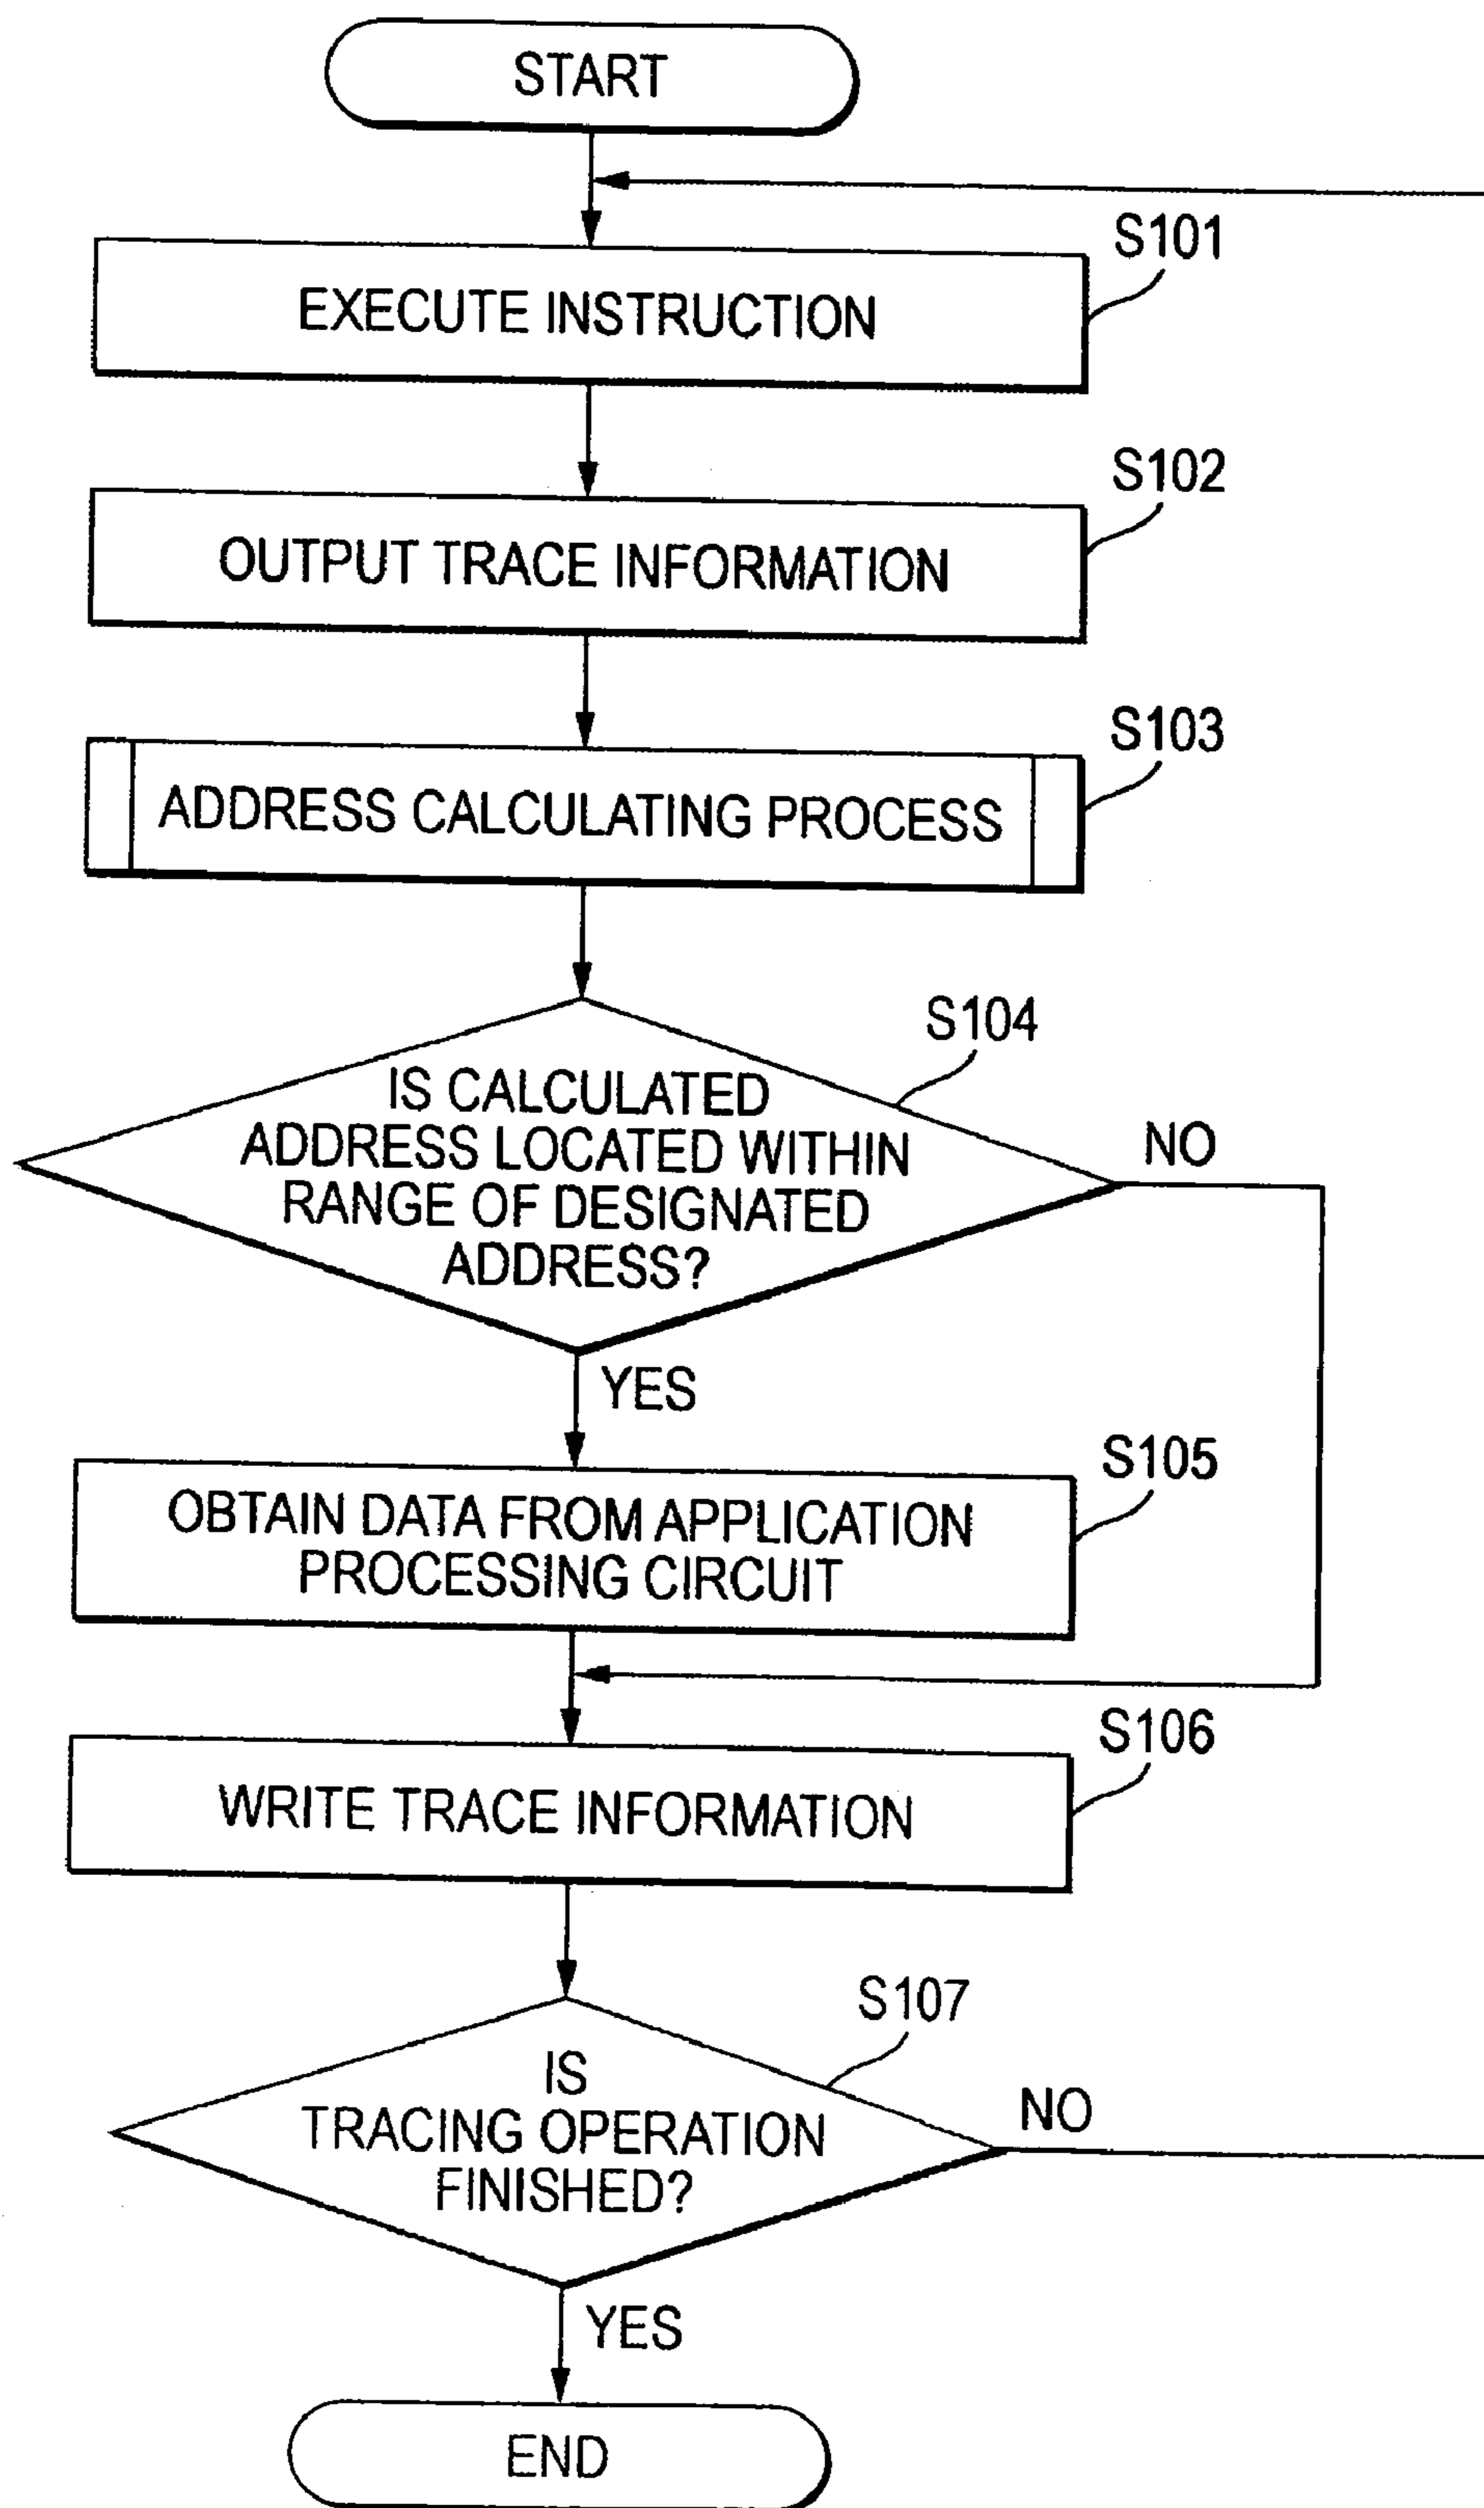 START
S101
EXECUTE INSTRUCTION
S102
OUTPUT TRACE INFORMATION
S103
ADDRESS CALCULATING PROCESS
S104
IS CALCULATED
ADDRESS LOCATED WITHIN
RANGE OF DESIGNATED
ADDRESS?
NO
YES
S105
OBTAIN DATA FROM APPLICATION
PROCESSING CIRCUIT
S106
WRITE TRACE INFORMATION
S107
IS
TRACING OPERATION
FINISHED?
NO
YES
END